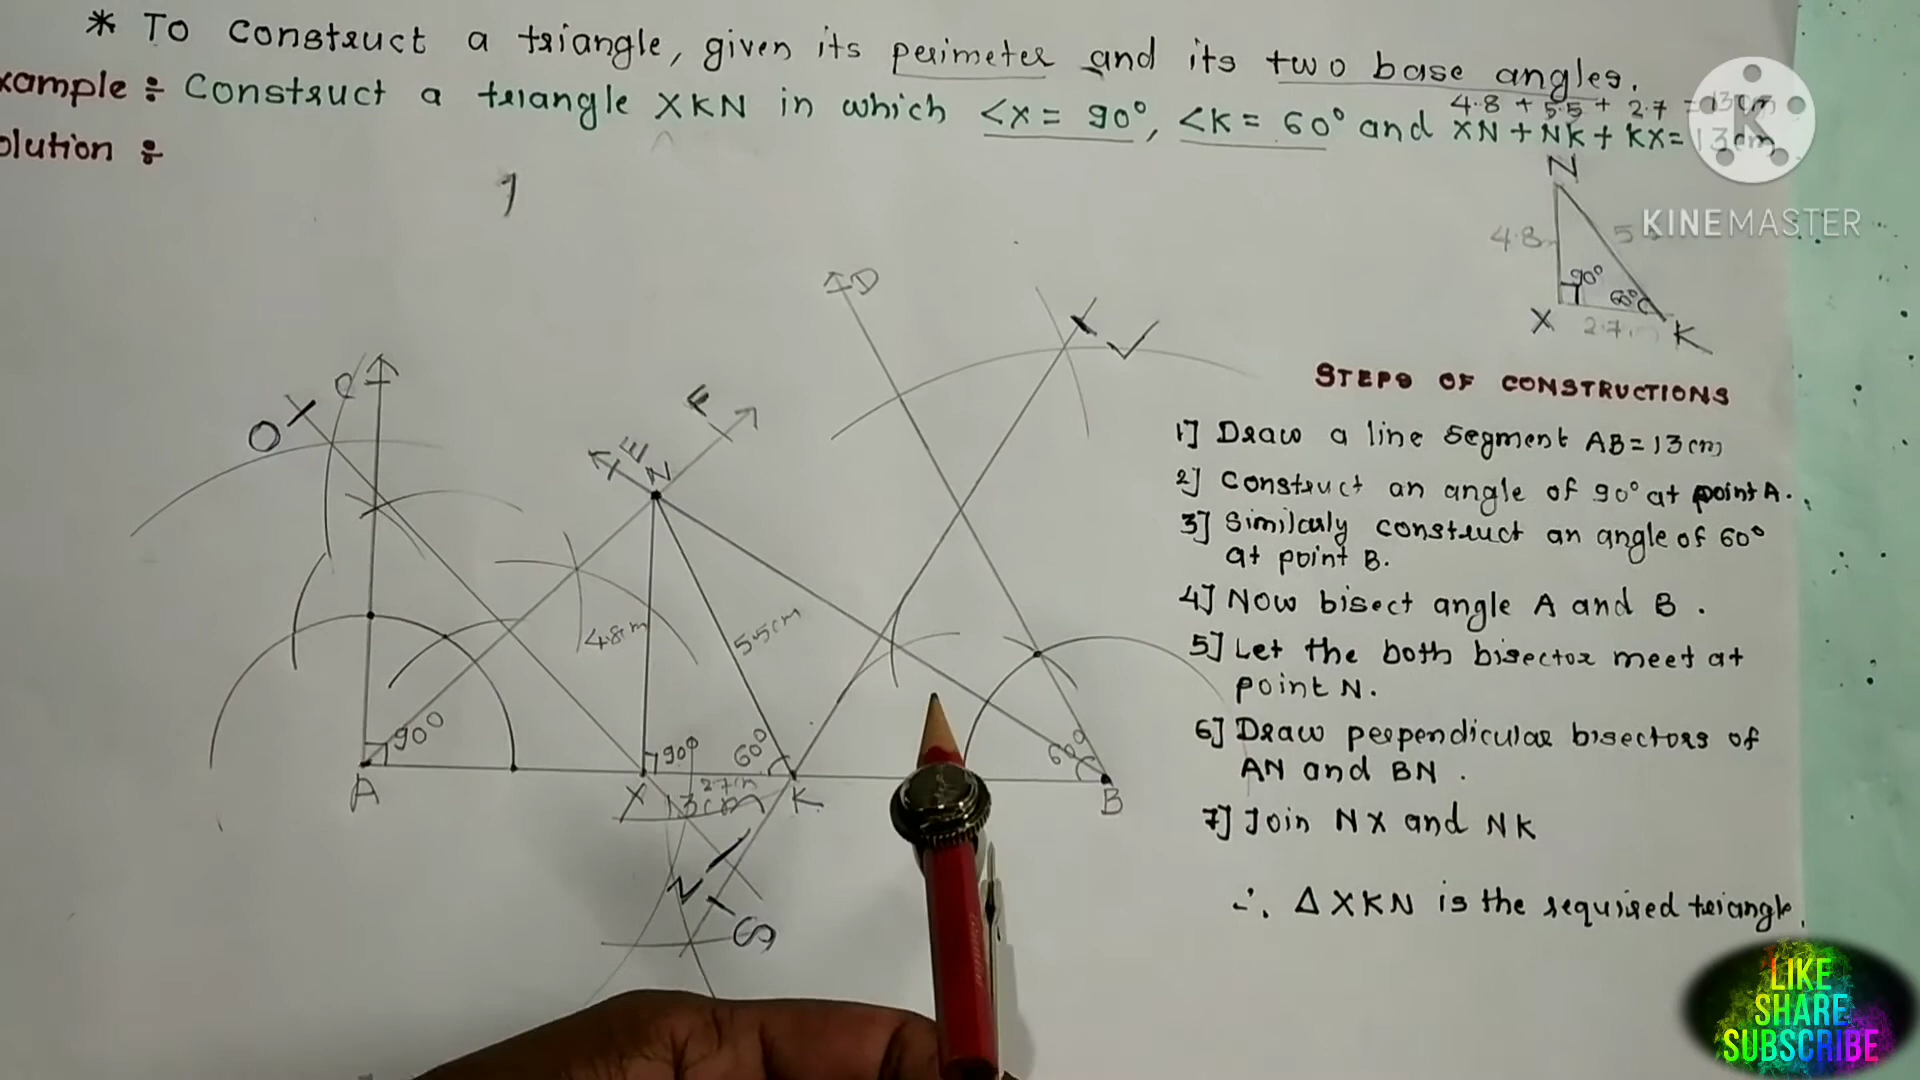 * To construct a triangle, given its perimeter and its two base angles.
xample ÷ Construct a triangle XKN in which <x = 90°, <K = 60° and XN + NK + KX = 13cm
4.8 + 5.5 + 2.7 = 13cm
olution ÷
N
4.8
5
90°
60°
X
2.7
K
KINEMASTER
K
D
C
O
F
E
N
4.8cm
5.5cm
90°
90°
60°
60°
2.7cm
13cm
A
X
K
B
Z
S
STEPS OF CONSTRUCTIONS
1] Draw a line segment AB = 13cm
2] Construct an angle of 90° at point A.
3] Similarly construct an angle of 60°
at point B.
4] Now bisect angle A and B.
5] Let the both bisector meet at
point N.
6] Draw perpendicular bisectors of
AN and BN.
7] Join NX and NK
∴ Δ XKN is the required triangle.
LIKE
SHARE
SUBSCRIBE